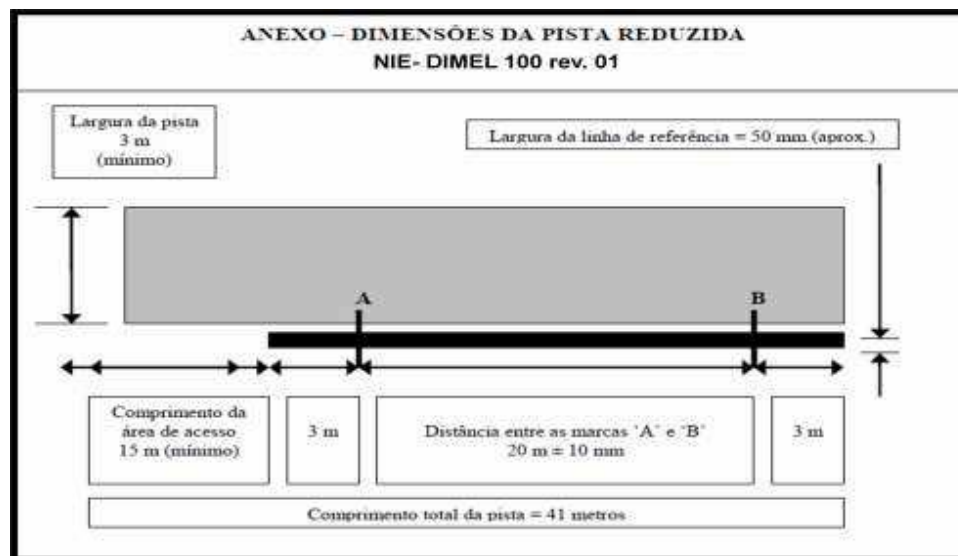 ANEXO – DIMENSÕES DA PISTA REDUZIDA
NIE- DIMEL 100 rev. 01
Largura da pista
3 m
(mínimo)
Largura da linha de referência = 50 mm (aprox.)
A
B
Comprimento da
área de acesso
15 m (mínimo)
3 m
Distância entre as marcas ‘A’ e ‘B’
20 m ± 10 mm
3 m
Comprimento total da pista = 41 metros